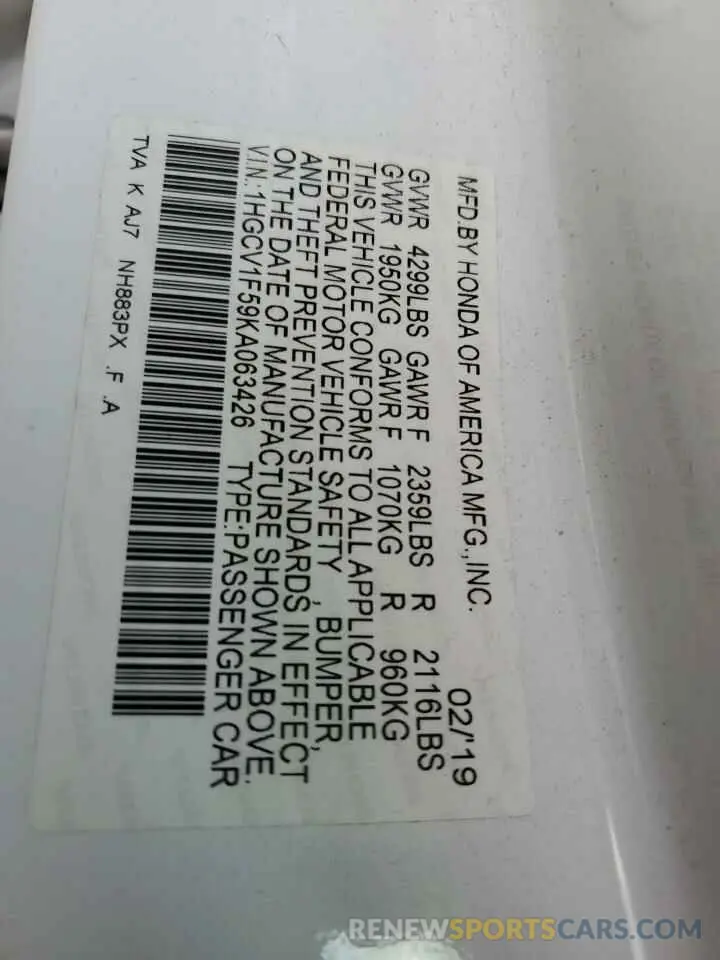 MFD.BY HONDA OF AMERICA MFG.,INC. 02/'19
GVWR 4299LBS GAWR F 2359LBS R 2116LBS
GVWR 1950KG GAWR F 1070KG R 960KG
THIS VEHICLE CONFORMS TO ALL APPLICABLE
FEDERAL MOTOR VEHICLE SAFETY , BUMPER,
AND THEFT PREVENTION STANDARDS IN EFFECT
ON THE DATE OF MANUFACTURE SHOWN ABOVE.
V.I.N.:1HGCV1F59KA063426 TYPE:PASSENGER CAR
TVA K AJ7 NH883PX .F .A
RENEWSPORTSCARS.COM